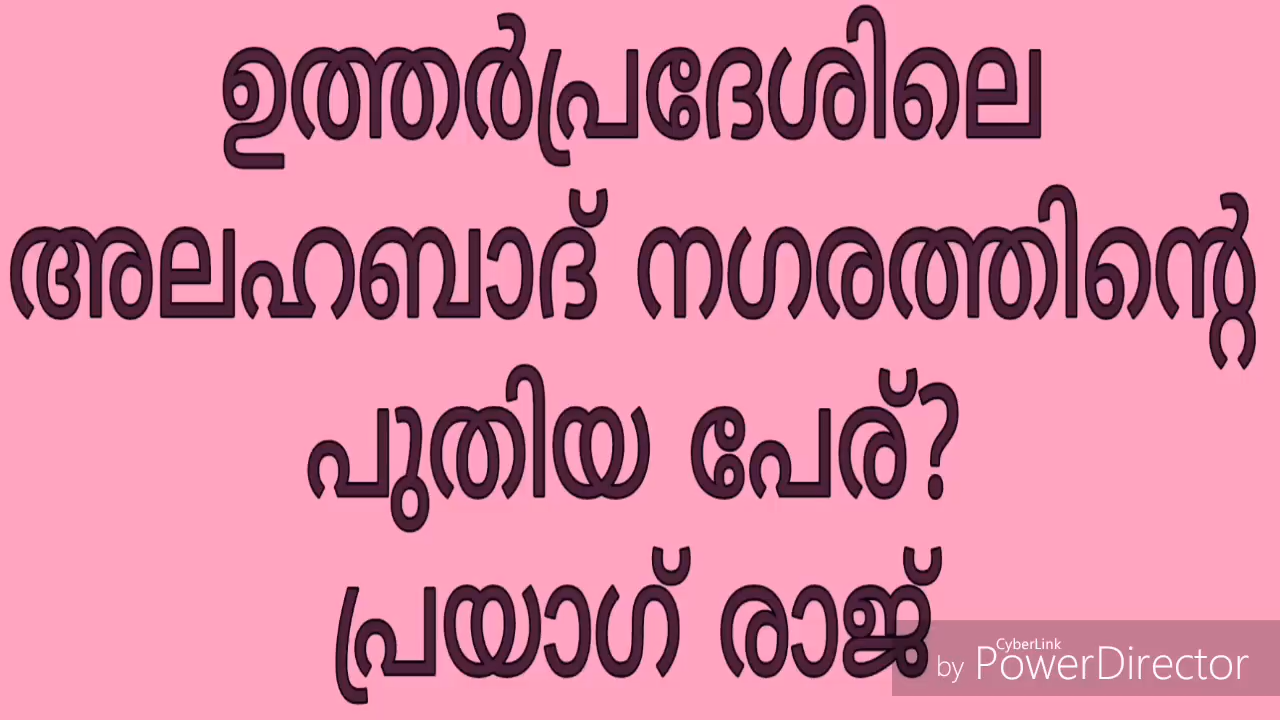 ഉത്തർപ്രദേശിലെ
അലഹബാദ് നഗരത്തിന്റെ
പുതിയ പേര്?
പ്രയാഗ് രാജ്
CyberLink
by PowerDirector